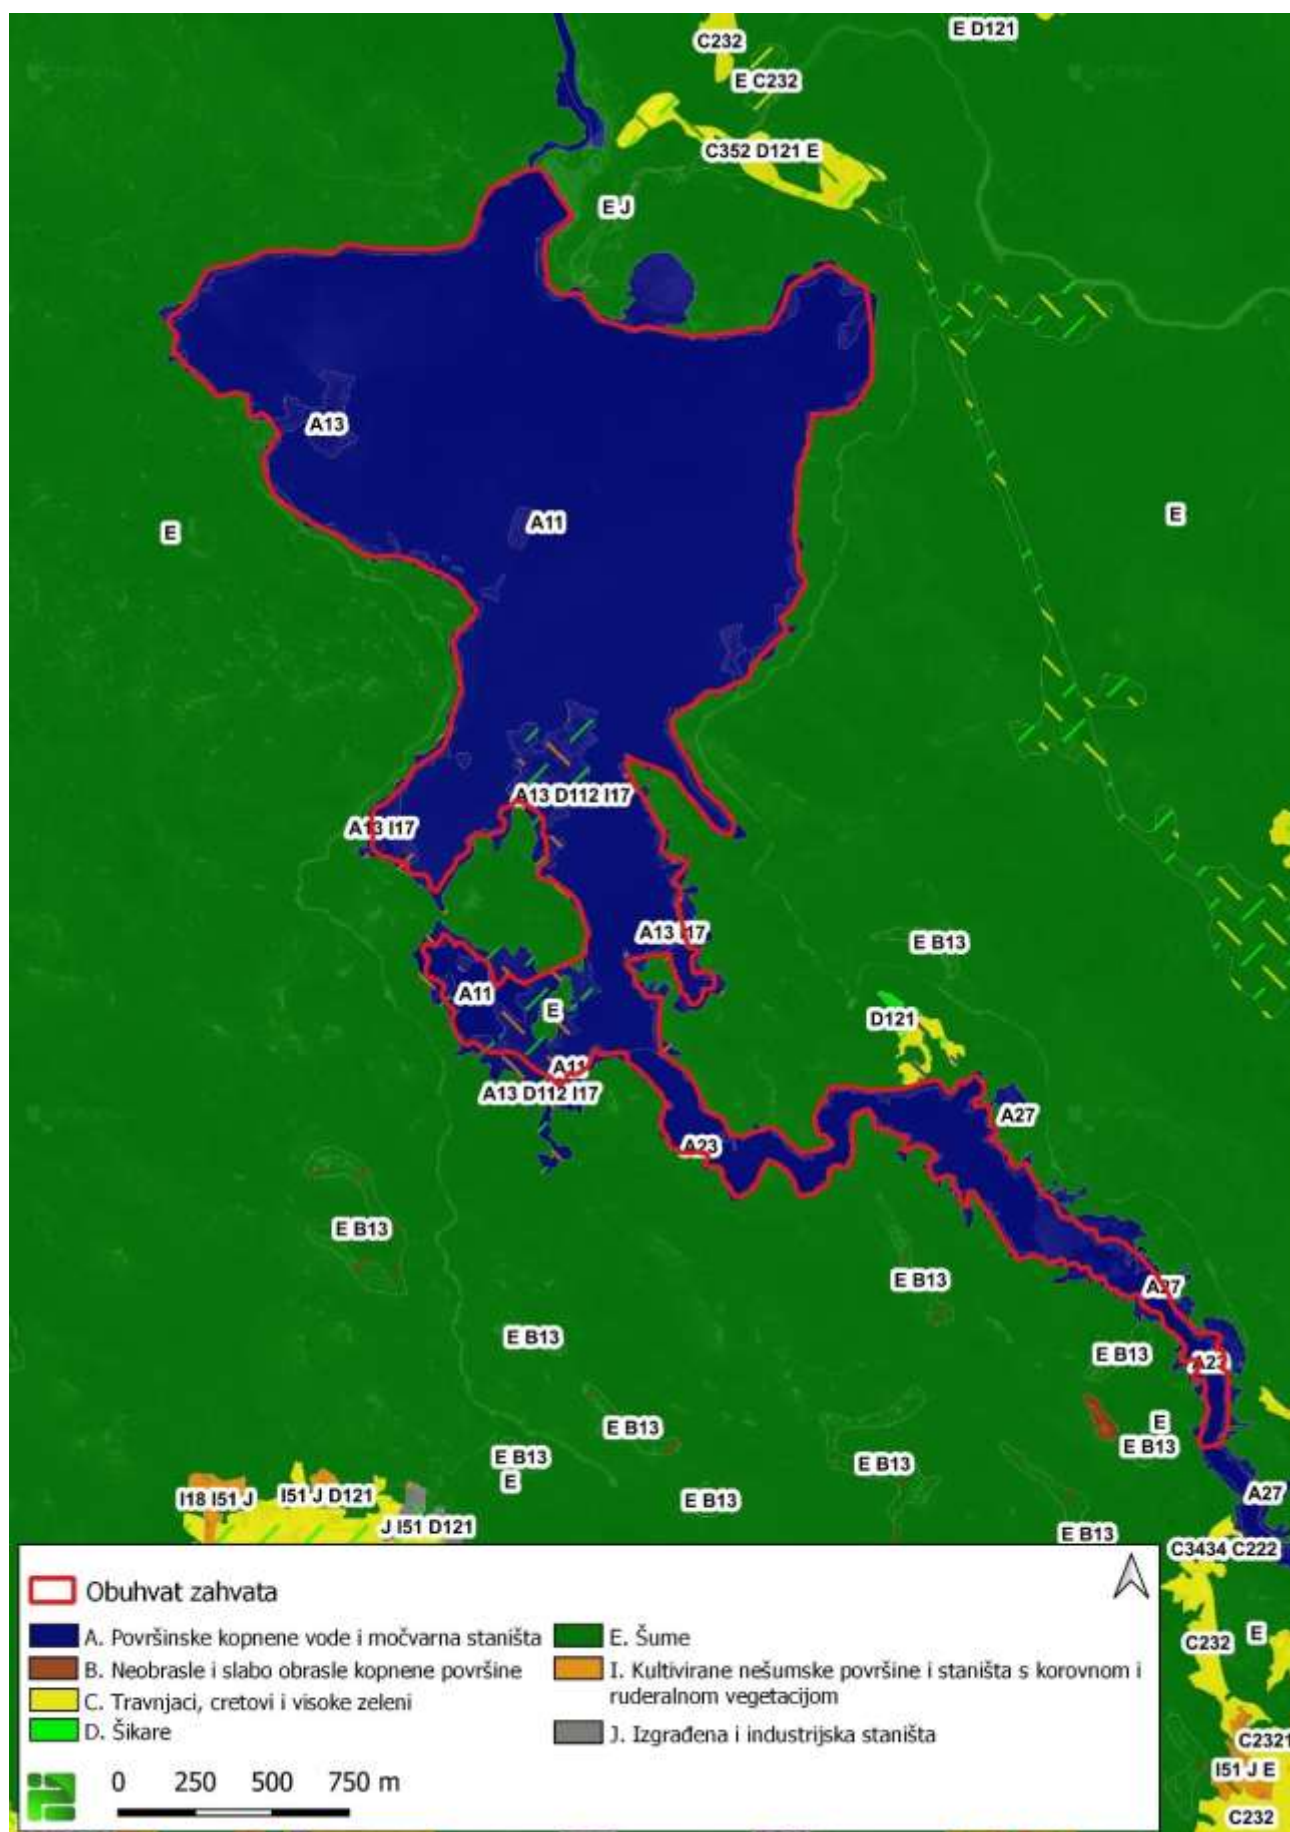 E D121
C232
E C232
C352 D121 E
E J
A13
A11
E
E
A13 D112 I17
A13 I17
A13 I17
E B13
A11
E
D121
A11
A13 D112 I17
A27
A23
E B13
E B13
A27
E B13
E B13
A23
E
E B13
E B13
E B13
E
E B13
A27
I18 I51 J
I51 J D121
E B13
J I51 D121
E B13
C3434 C222
Obuhvat zahvata
A. Površinske kopnene vode i močvarna staništa
B. Neobrasle i slabo obrasle kopnene površine
C. Travnjaci, cretovi i visoke zeleni
D. Šikare
E. Šume
I. Kultivirane nešumske površine i staništa s korovnom i
ruderalnom vegetacijom
J. Izgrađena i industrijska staništa
0 250 500 750 m
C232
E
C2321
I51 J E
C232